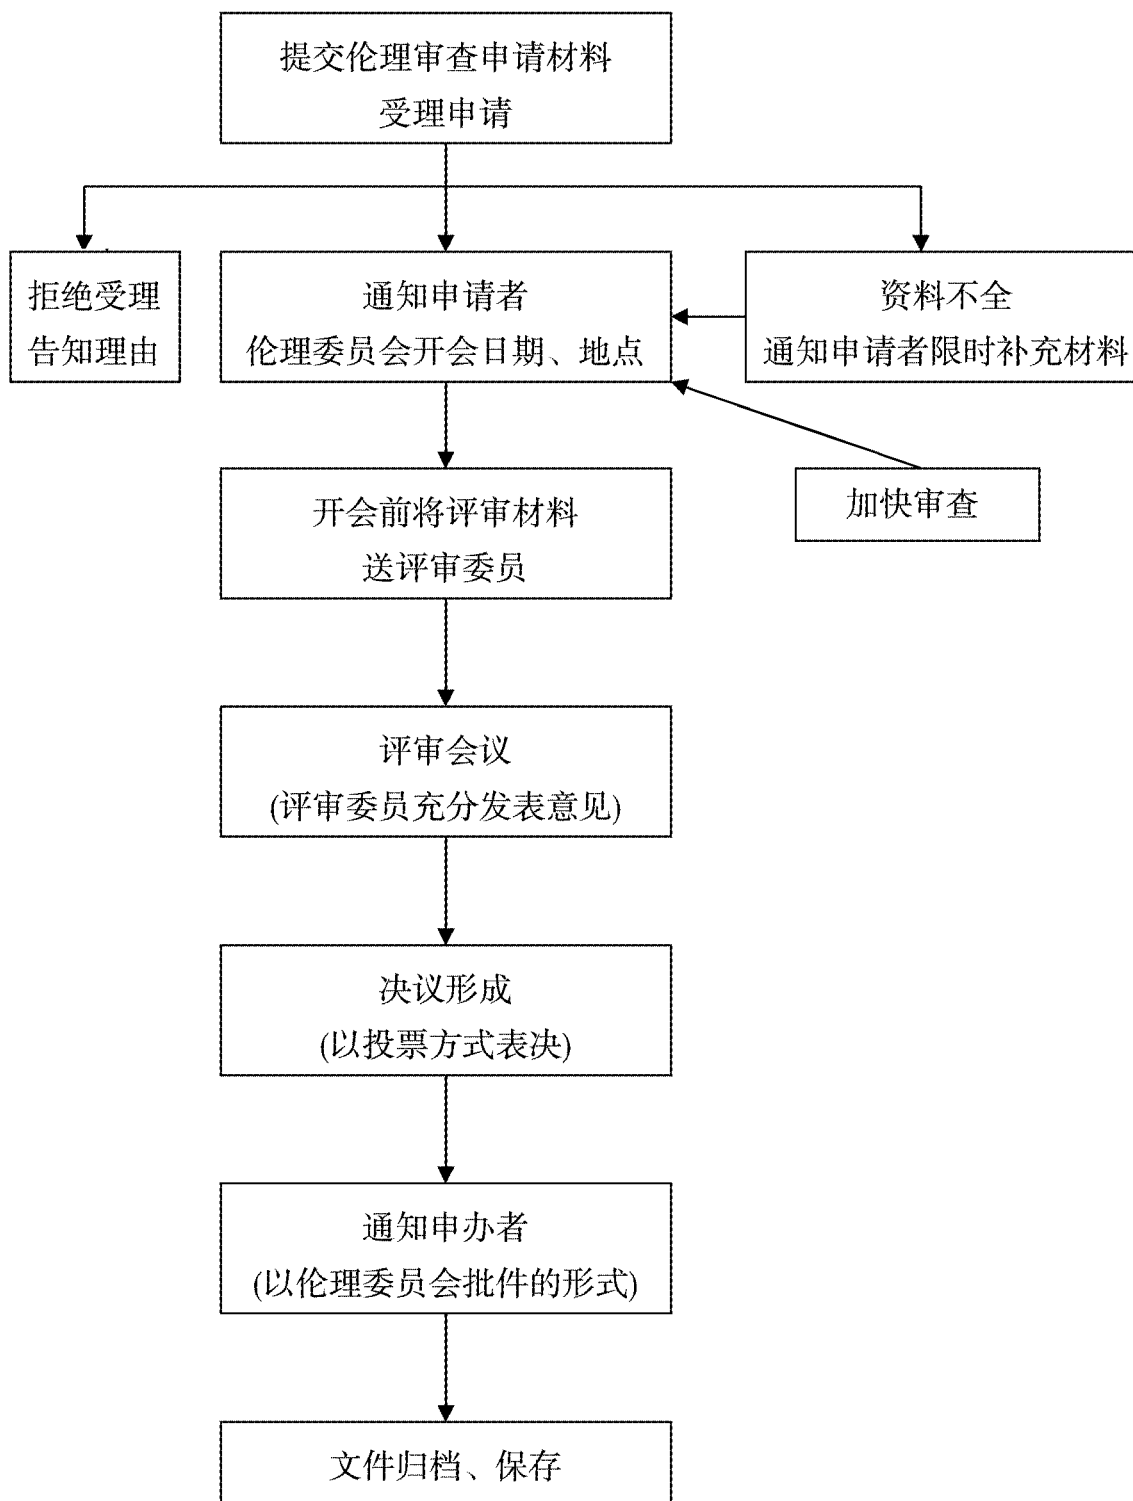 提交伦理审查申请材料
受理申请
拒绝受理
告知理由
通知申请者
伦理委员会开会日期、地点
资料不全
通知申请者限时补充材料
加快审查
开会前将评审材料
送评审委员
评审会议
(评审委员充分发表意见)
决议形成
(以投票方式表决)
通知申办者
(以伦理委员会批件的形式)
文件归档、保存